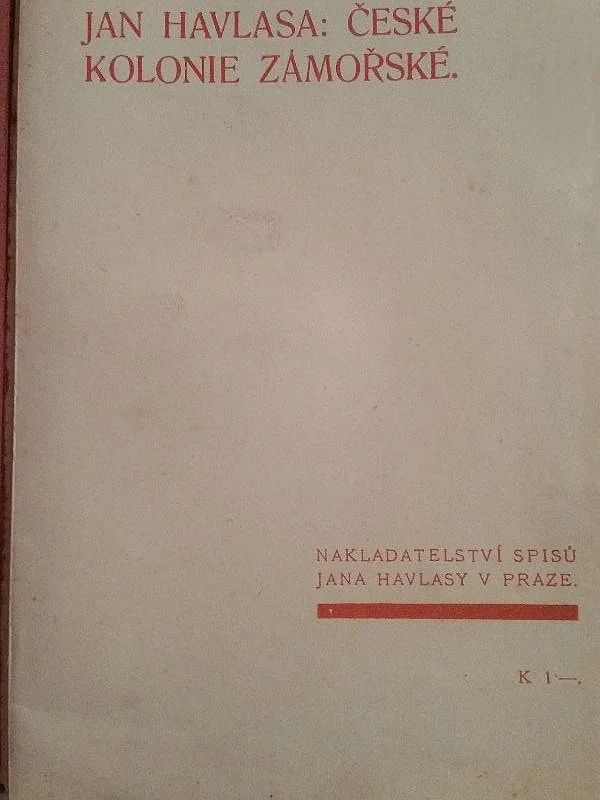 JAN HAVLASA: ČESKÉ
KOLONIE ZÁMOŘSKÉ.
NAKLADATELSTVÍ SPISŮ
JANA HAVLASY V PRAZE.
K 1·—.